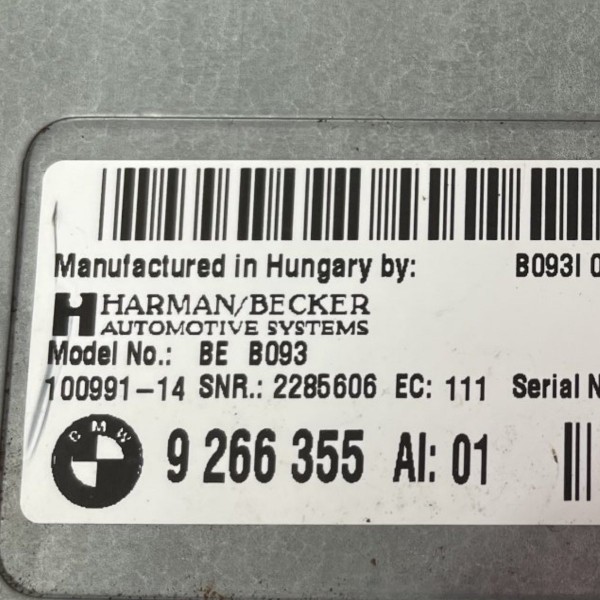 Manufactured in Hungary by: B093I 0
HARMAN/BECKER
AUTOMOTIVE SYSTEMS
Model No.: BE B093
100991-14 SNR.: 2285606 EC: 111 Serial N
BMW
9 266 355 AI: 01